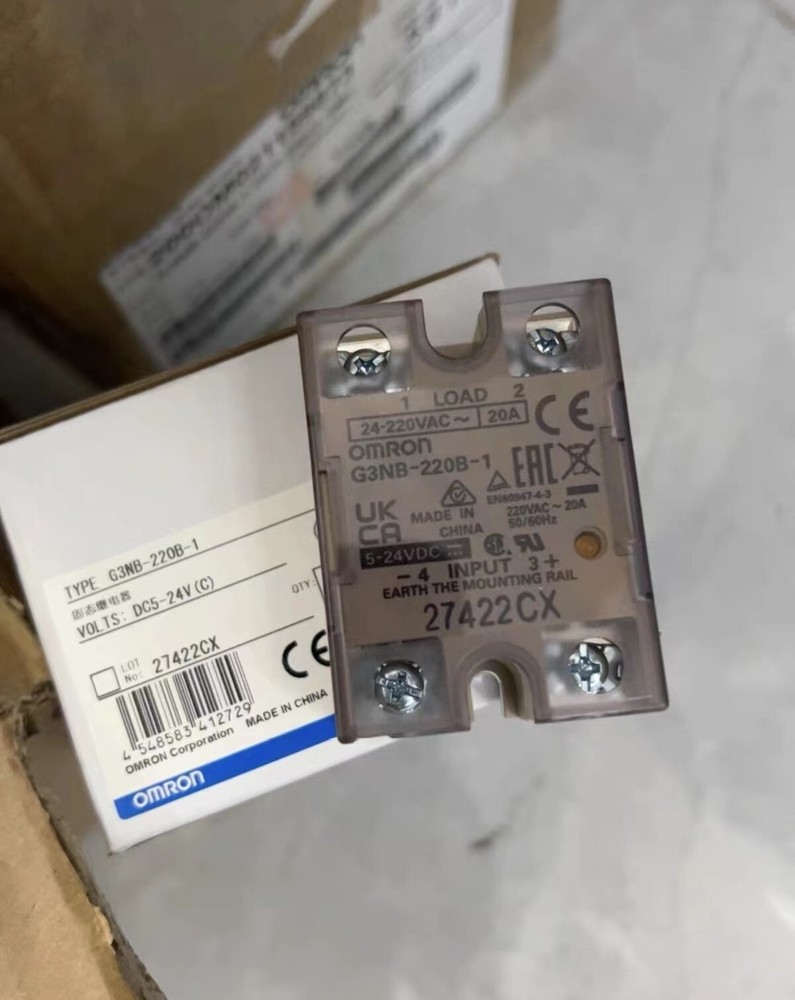 1 LOAD 2
24-220VAC~ 20A
CE
OMRON
G3NB-220B-1
EAC
EN60947-4-3
UK
CA
MADE IN
CHINA
220VAC~20A
50/60Hz
5-24VDC
- 4 INPUT 3+
EARTH THE MOUNTING RAIL
27422CX
TYPE G3NB-220B-1
固态继电器
VOLTS: DC5-24V(C)
QTY:
LOT
No: 27422CX
CE
4 548583 412729
MADE IN CHINA
OMRON Corporation
OMRON